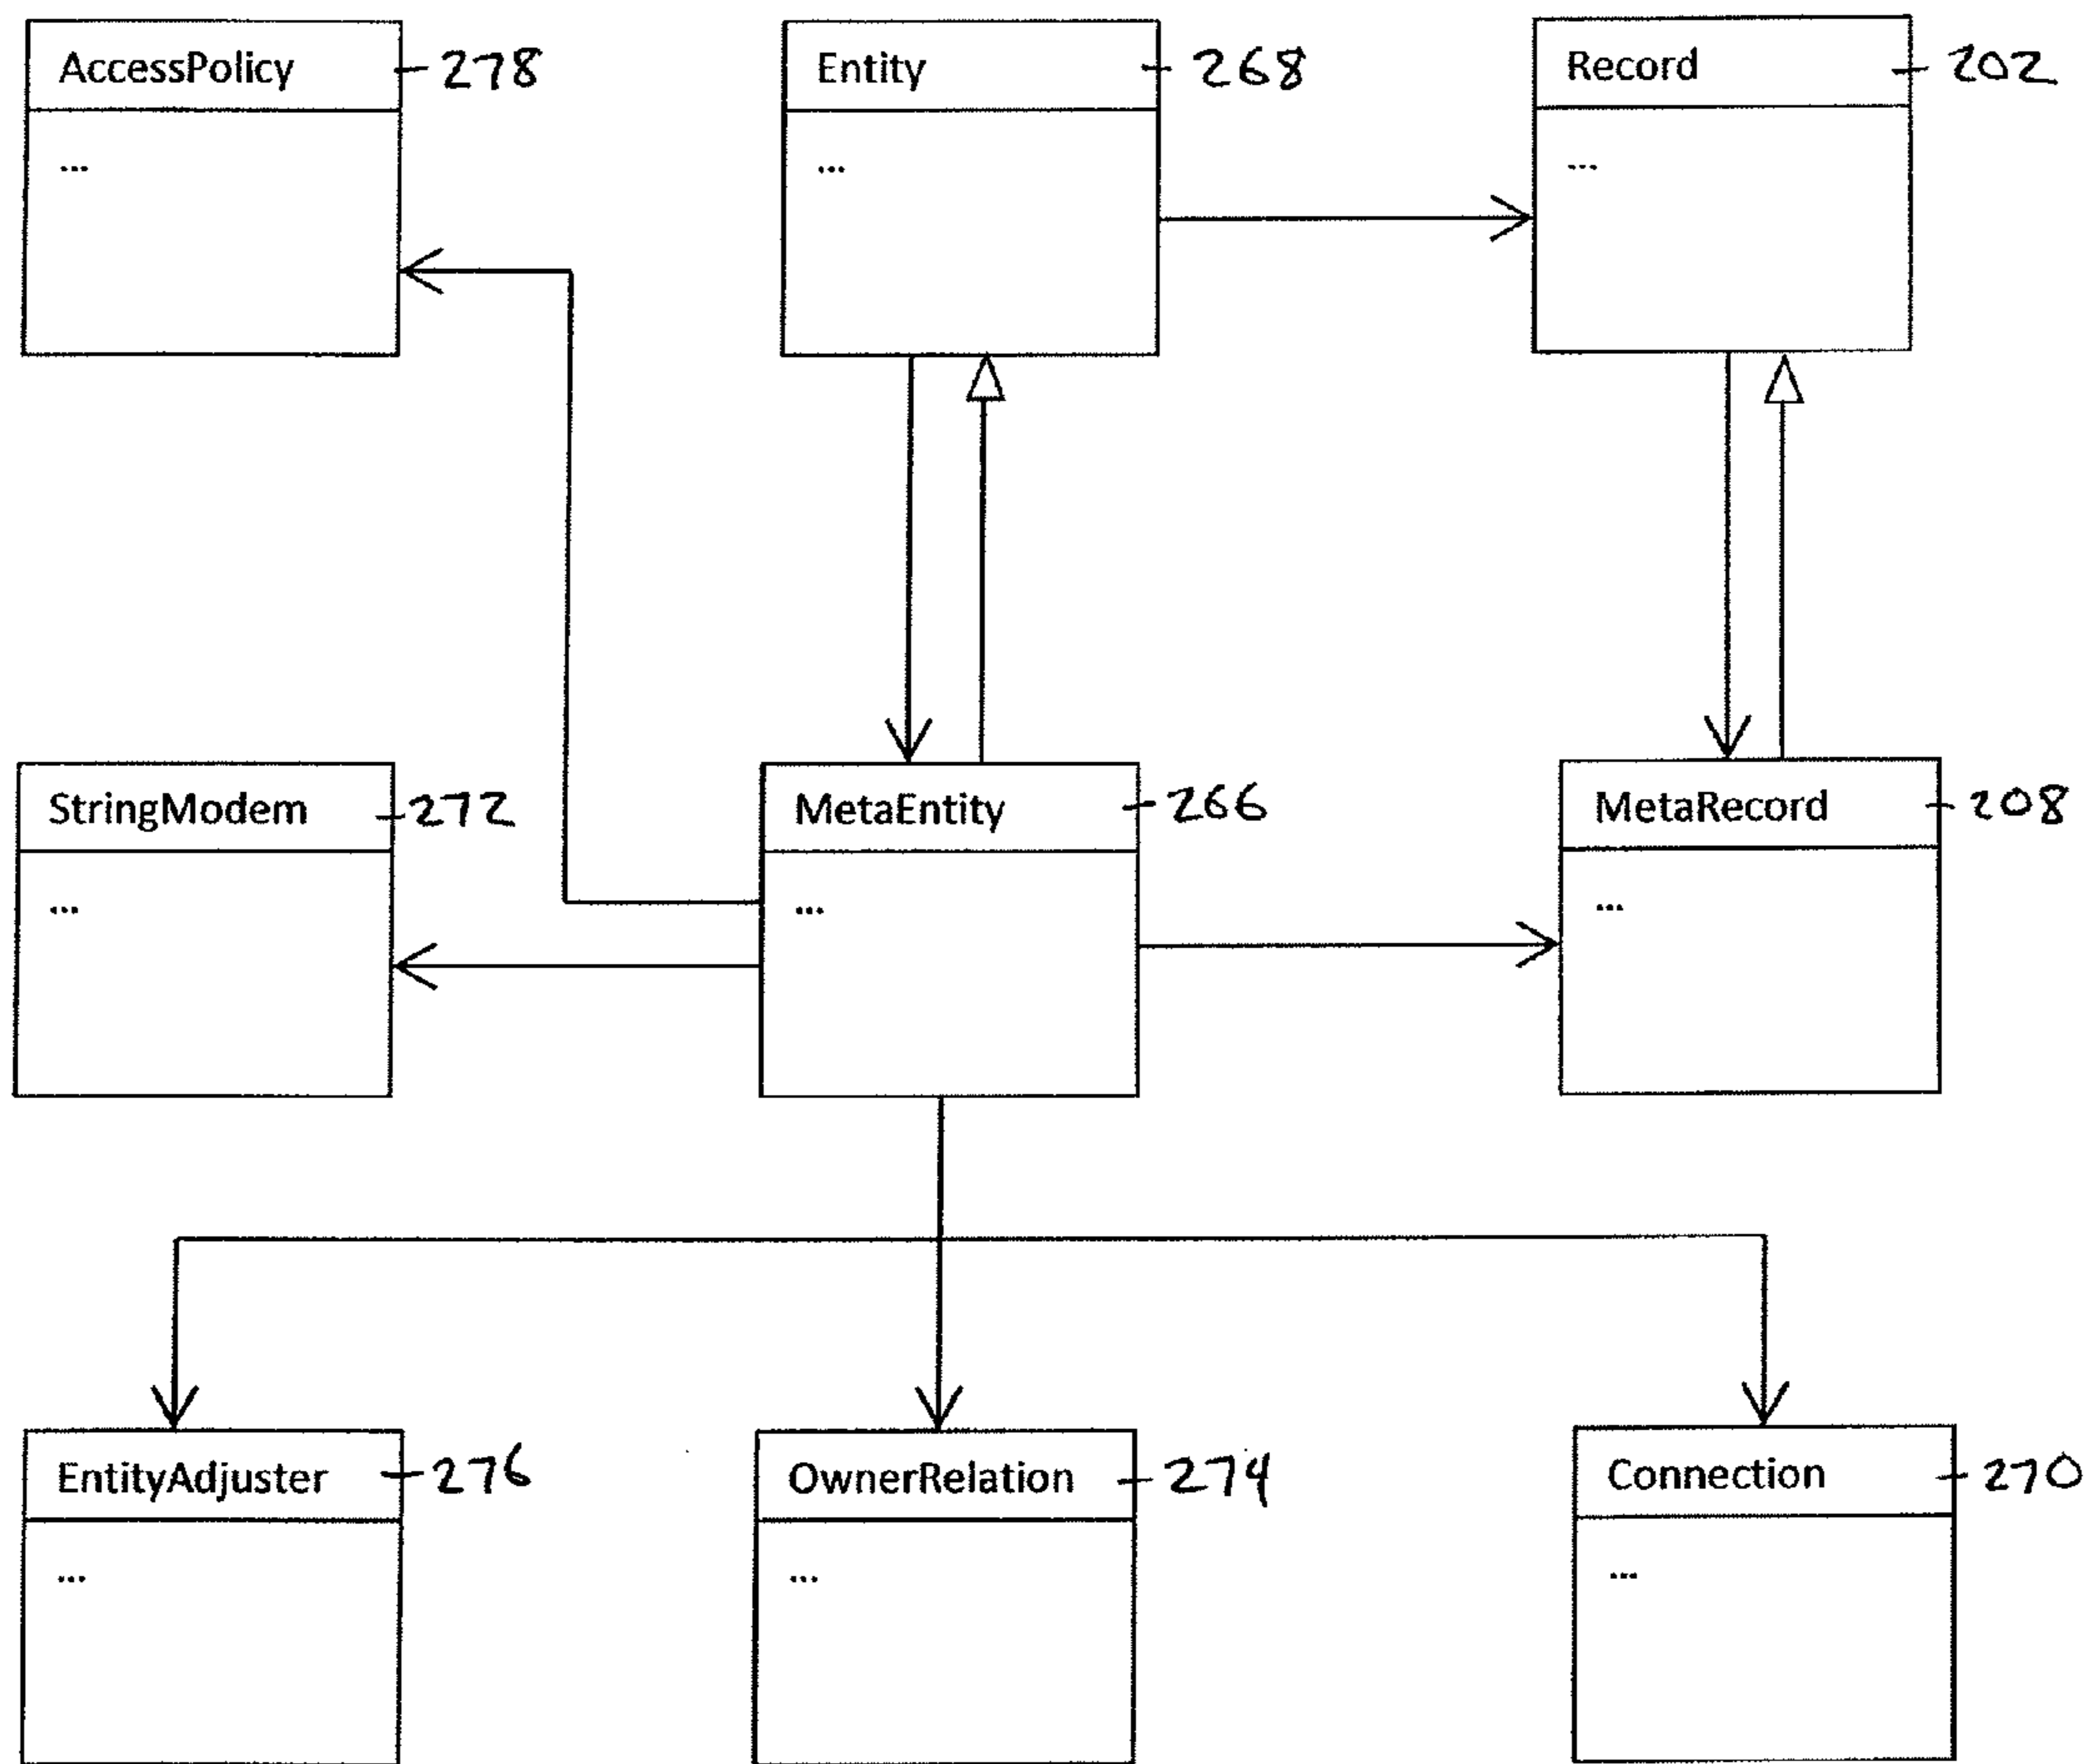 AccessPolicy 278
Entity 268
Record 202
...
...
...
StringModem 272
MetaEntity 266
MetaRecord 208
...
...
...
EntityAdjuster 276
OwnerRelation 274
Connection 270
...
...
...